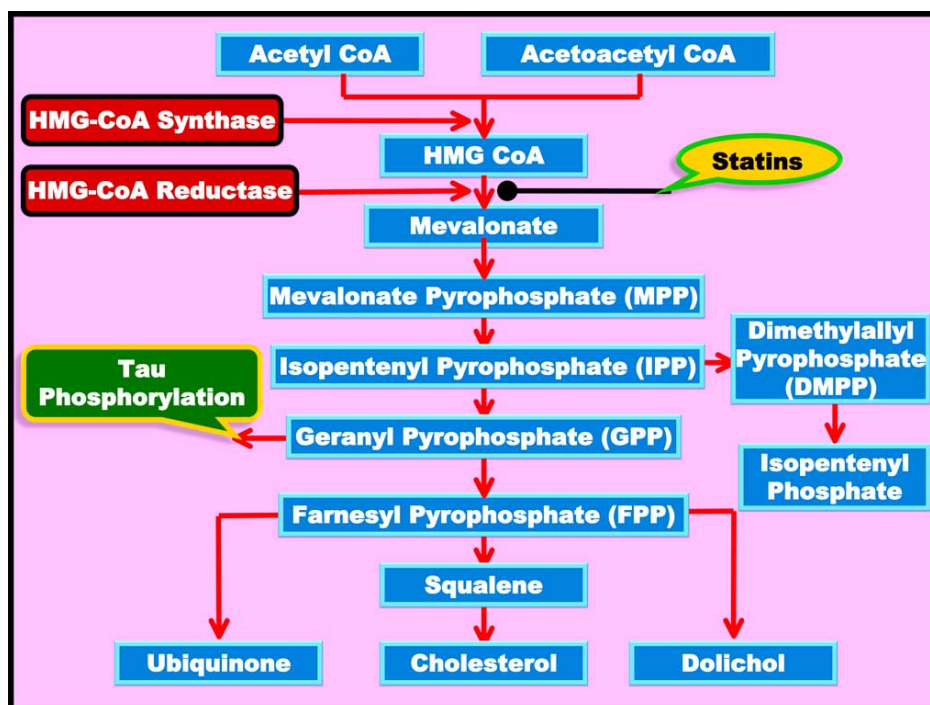 Acetyl CoA
Acetoacetyl CoA
HMG-CoA Synthase
HMG CoA
Statins
HMG-CoA Reductase
Mevalonate
Mevalonate Pyrophosphate (MPP)
Dimethylallyl
Pyrophosphate
(DMPP)
Isopentenyl Pyrophosphate (IPP)
Tau
Phosphorylation
Geranyl Pyrophosphate (GPP)
Isopentenyl
Phosphate
Farnesyl Pyrophosphate (FPP)
Squalene
Ubiquinone
Cholesterol
Dolichol